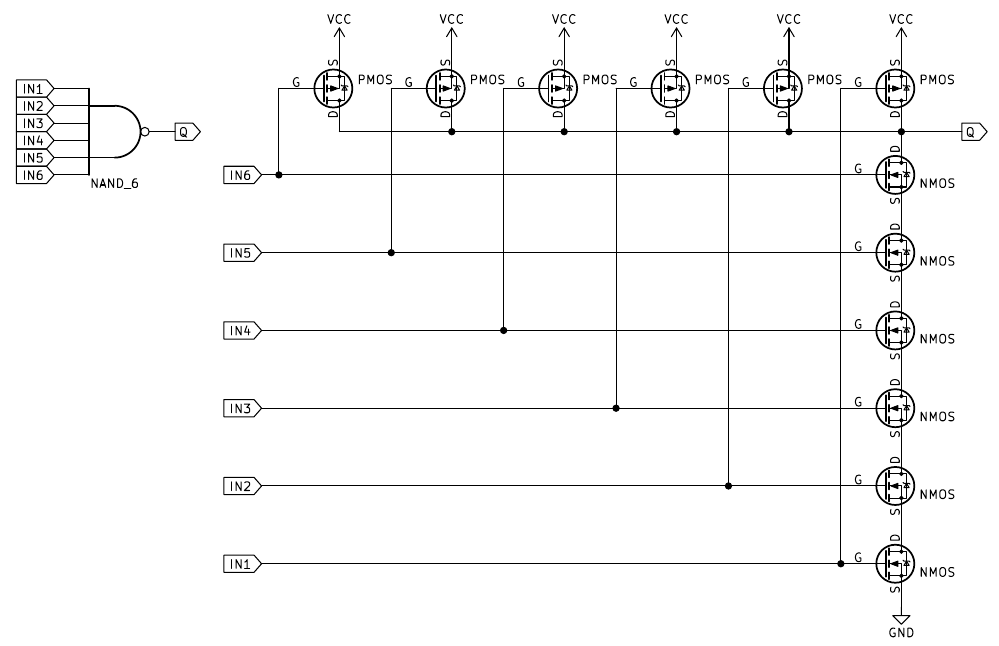 VCC VCC VCC VCC VCC VCC
S S S S S S
G PMOS G PMOS G PMOS G PMOS G PMOS G PMOS
D D D D D D
IN1
IN2
IN3
IN4
IN5
IN6
Q
NAND_6
Q
D
IN6 G NMOS
S
D
IN5 G NMOS
S
D
IN4 G NMOS
S
D
IN3 G NMOS
S
D
IN2 G NMOS
S
D
IN1 G NMOS
S
GND